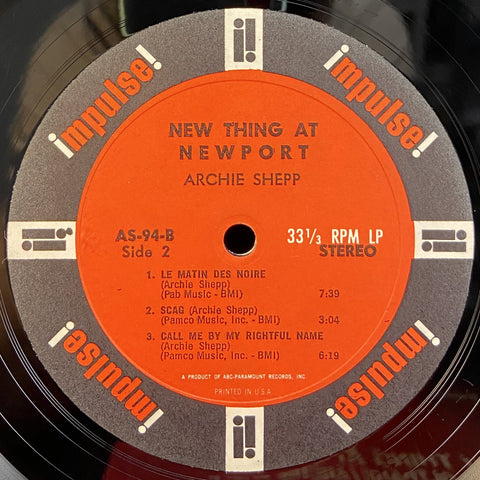 impulse!
impulse!
NEW THING AT
NEWPORT
ARCHIE SHEPP
AS-94-B
Side 2
33 1/3 RPM LP
STEREO
1. LE MATIN DES NOIRE
(Archie Shepp)
(Pab Music - BMI) 7:39
2. SCAG (Archie Shepp)
(Pamco Music, Inc. - BMI) 3:04
3. CALL ME BY MY RIGHTFUL NAME
(Archie Shepp)
(Pamco Music, Inc. - BMI) 6:19
A PRODUCT OF ABC-PARAMOUNT RECORDS, INC.
PRINTED IN U.S.A.
impulse!
impulse!